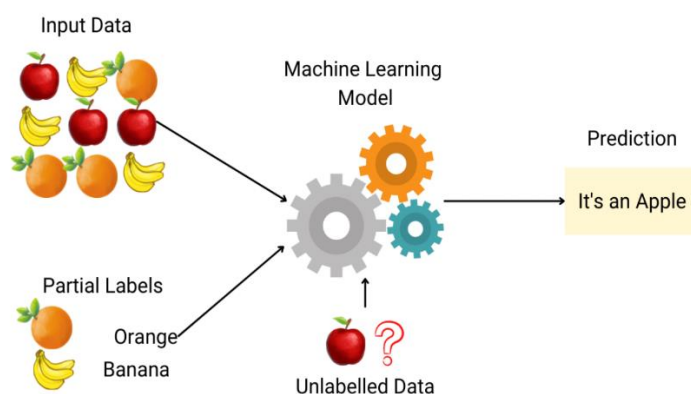 Input Data
Machine Learning
Model
Prediction
It's an Apple
Partial Labels
Orange
Banana
?
Unlabelled Data